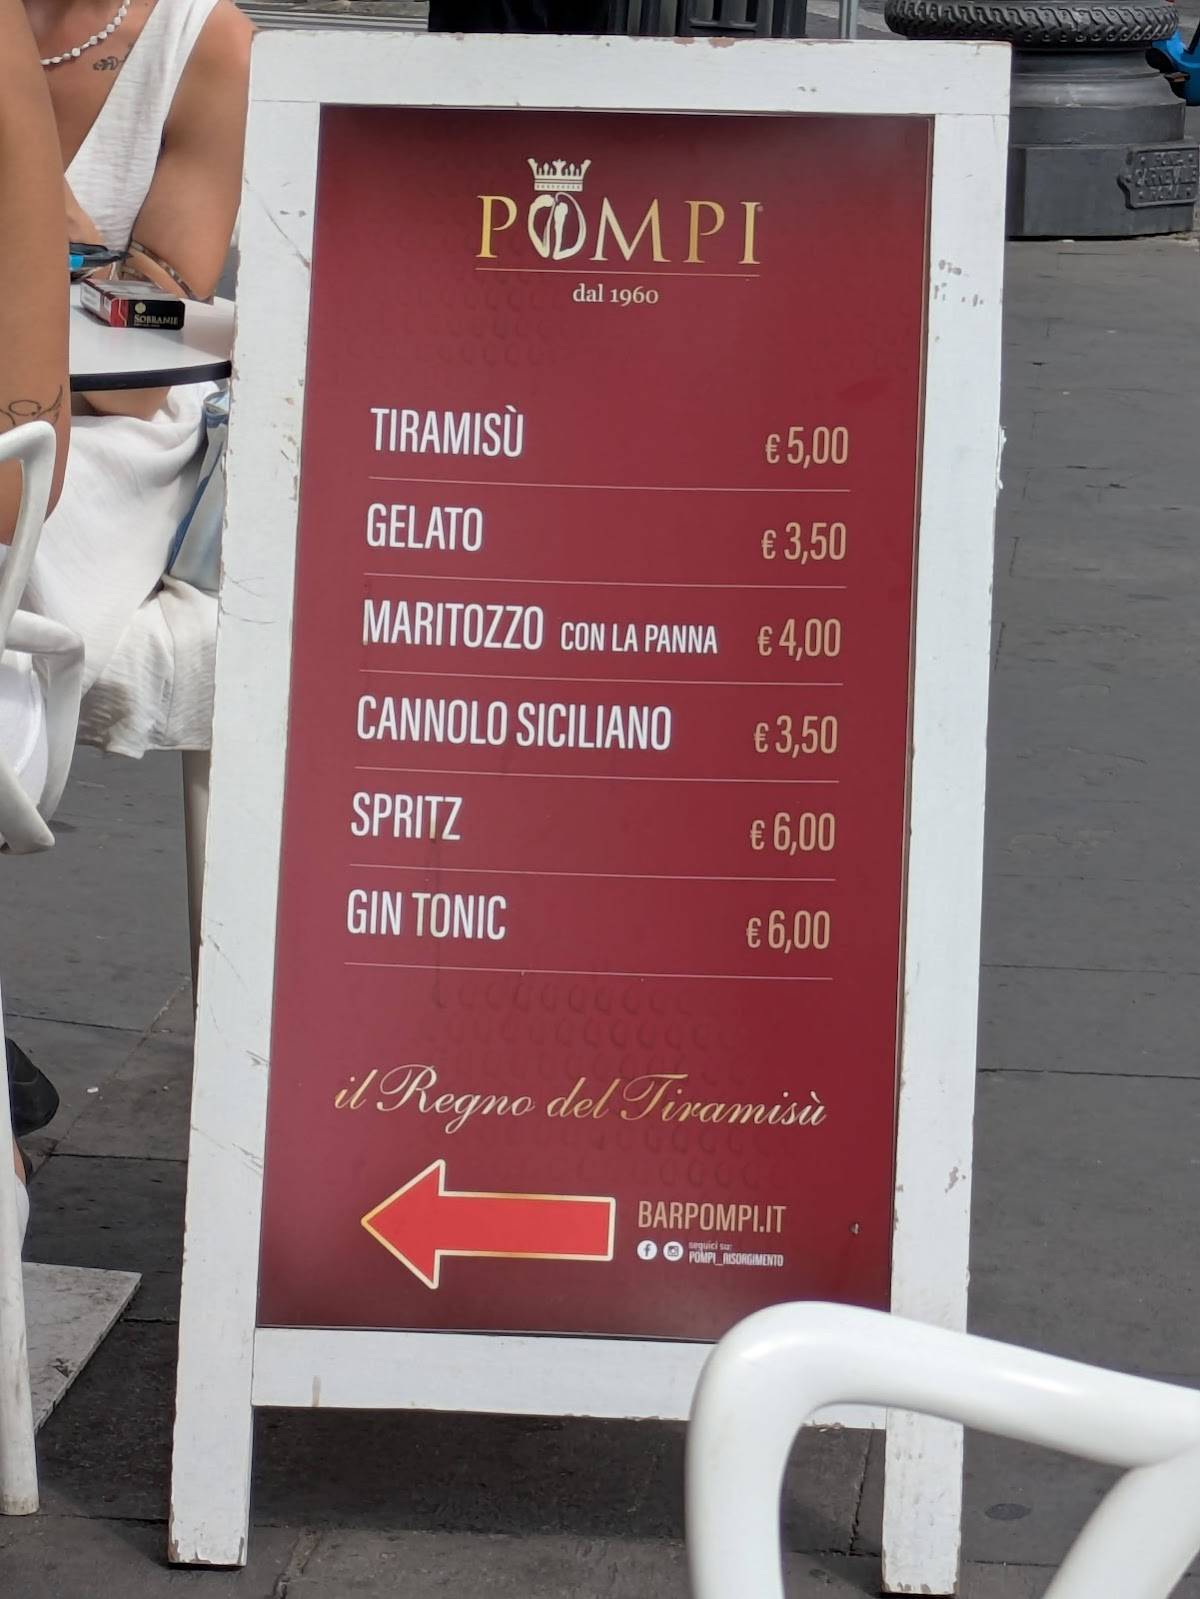 POMPI®
dal 1960
TIRAMISÙ € 5,00
GELATO € 3,50
MARITOZZO CON LA PANNA € 4,00
CANNOLO SICILIANO € 3,50
SPRITZ € 6,00
GIN TONIC € 6,00
il Regno del Tiramisù
BARPOMPI.IT
seguici su:
POMPI_RISORGIMENTO
SOBRANIE